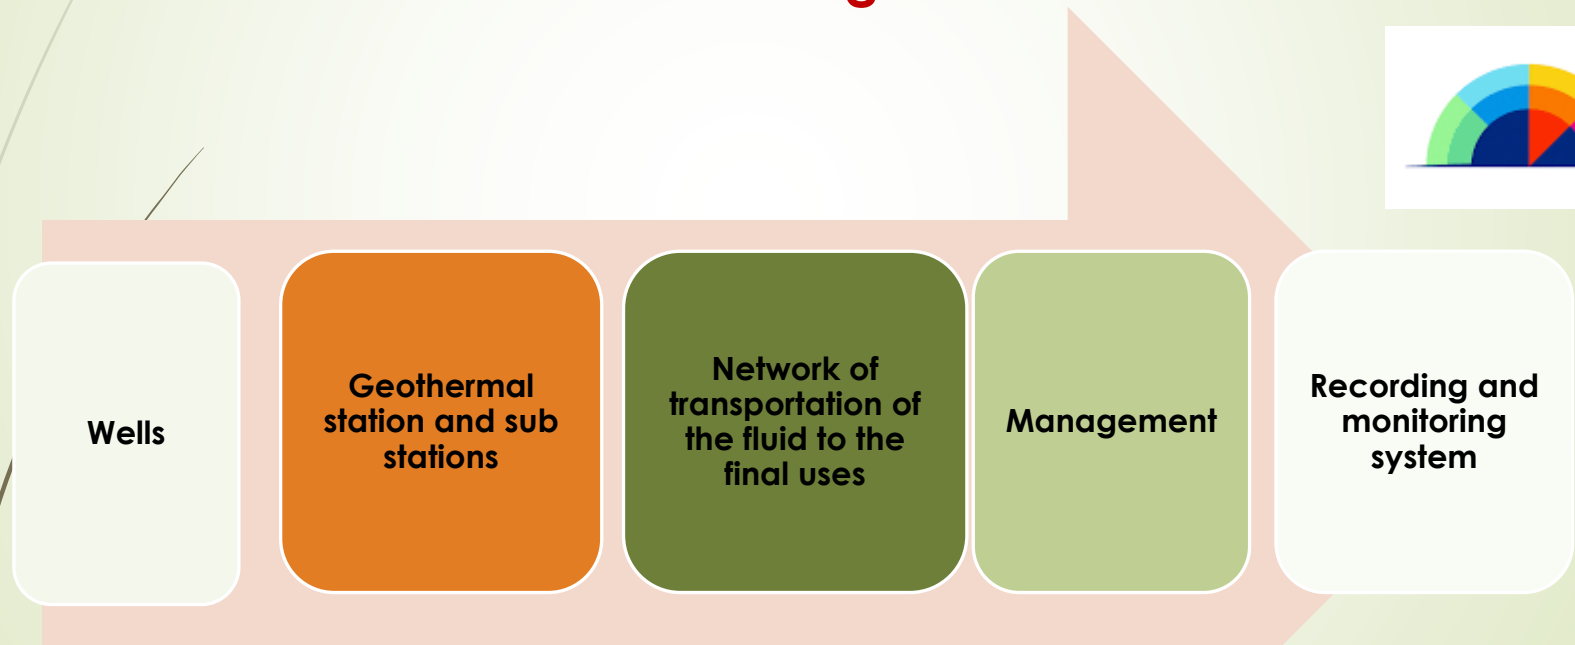 Wells
Geothermal
station and sub
stations
Network of
transportation of
the fluid to the
final uses
Management
Recording and
monitoring
system